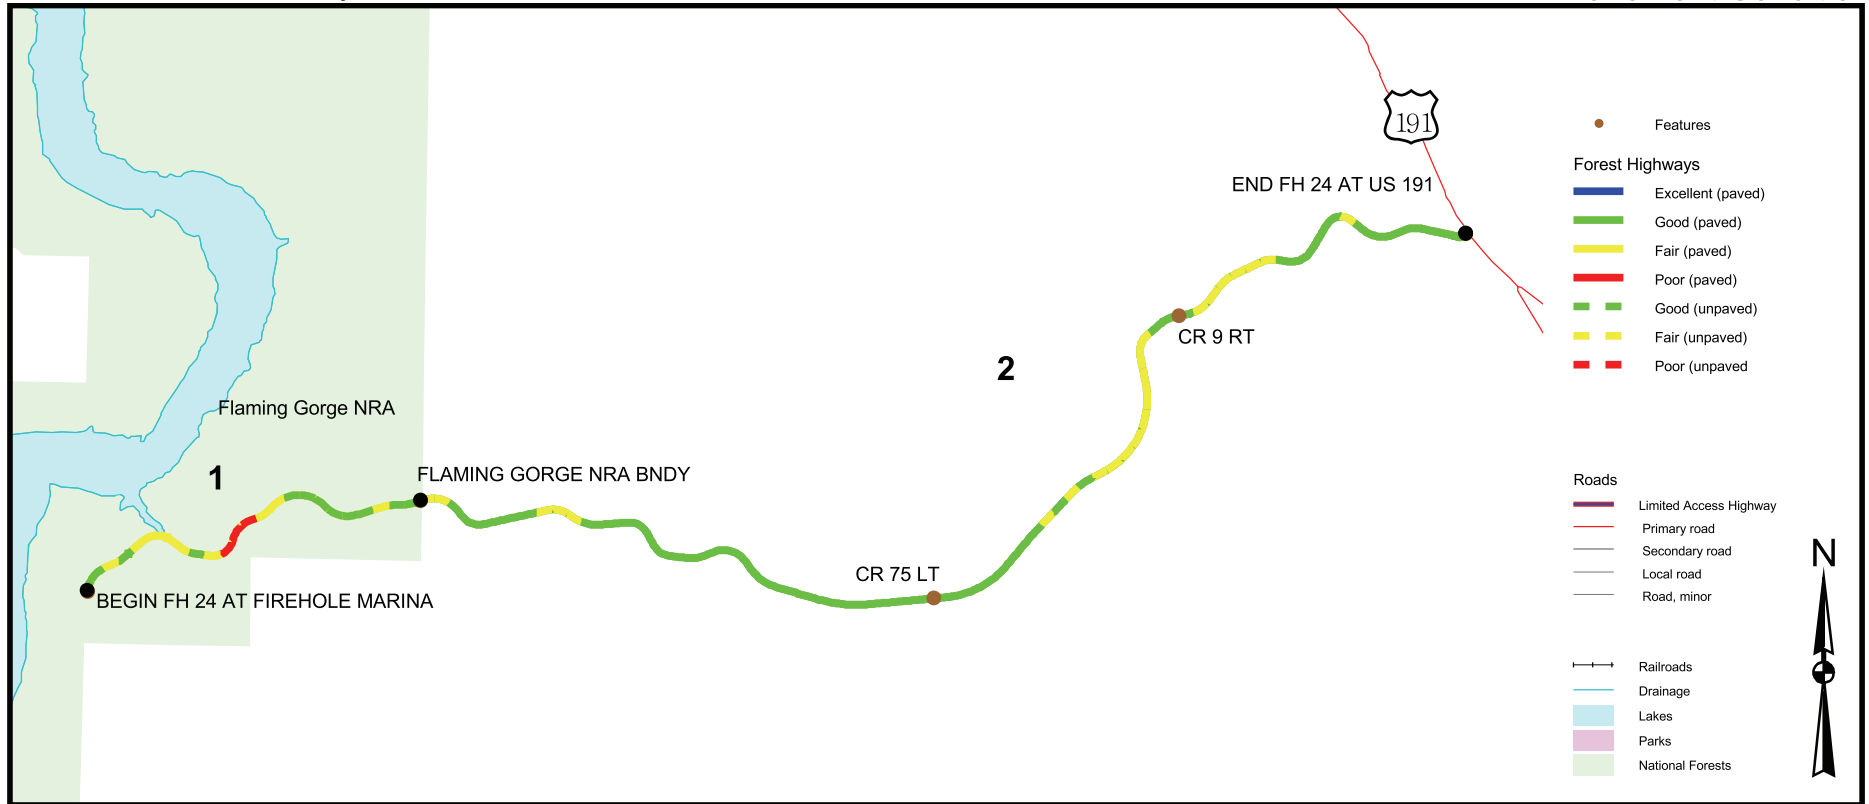 191
END FH 24 AT US 191
CR 9 RT
2
Flaming Gorge NRA
1
FLAMING GORGE NRA BNDY
CR 75 LT
BEGIN FH 24 AT FIREHOLE MARINA
Features
Forest Highways
Excellent (paved)
Good (paved)
Fair (paved)
Poor (paved)
Good (unpaved)
Fair (unpaved)
Poor (unpaved
Roads
Limited Access Highway
Primary road
Secondary road
Local road
Road, minor
N
Railroads
Drainage
Lakes
Parks
National Forests